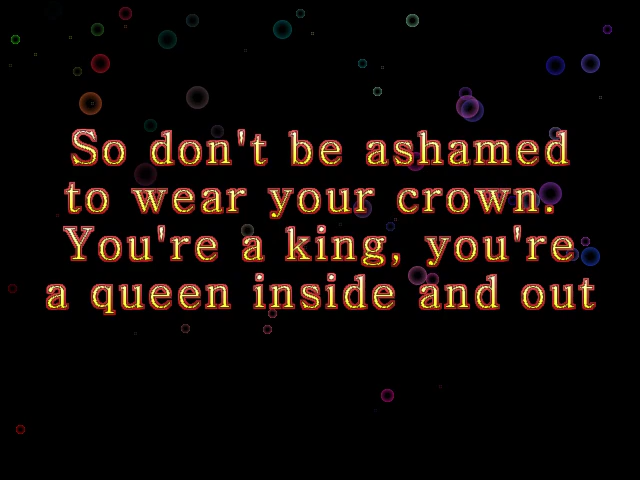 So don't be ashamed
to wear your crown.
You're a king, you're
a queen inside and out